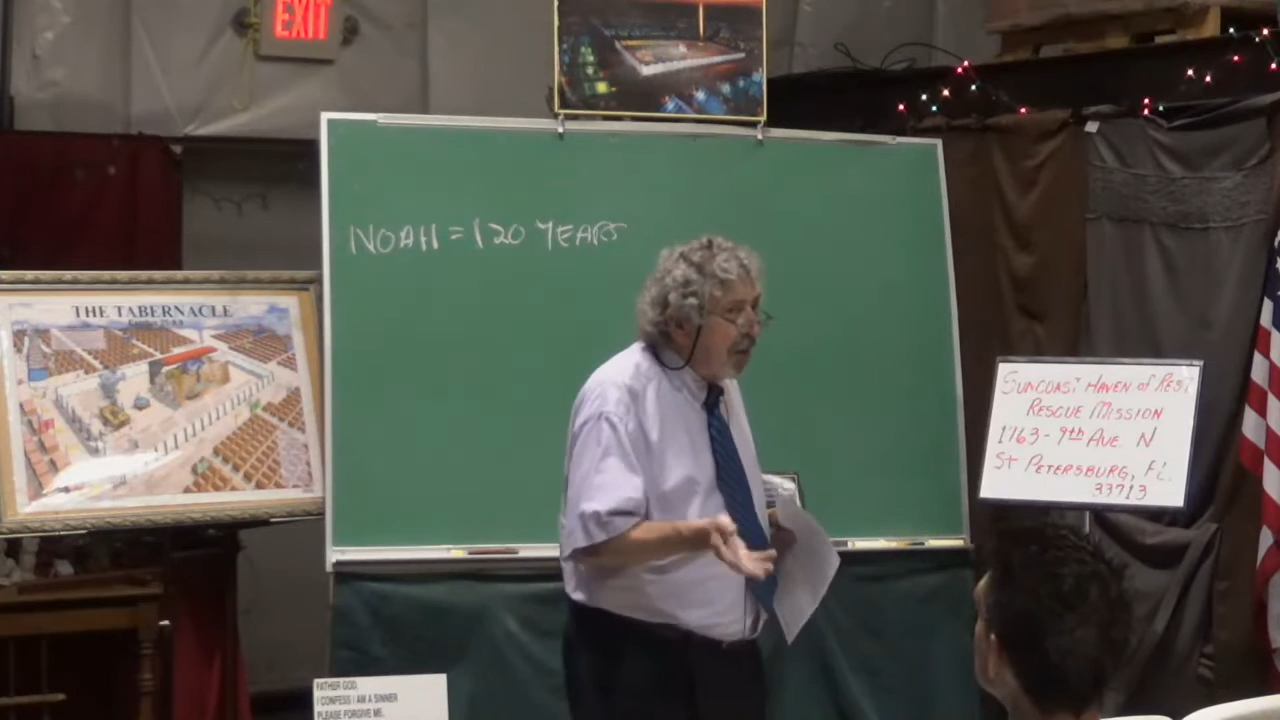 EXIT
NOAH = 120 YEARS
THE TABERNACLE
SUNCOAST HAVEN of REST
RESCUE MISSION
1763 - 9th AVE. N
St PETERSBURG, FL.
33713
FATHER GOD,
I CONFESS I AM A SINNER
PLEASE FORGIVE ME.